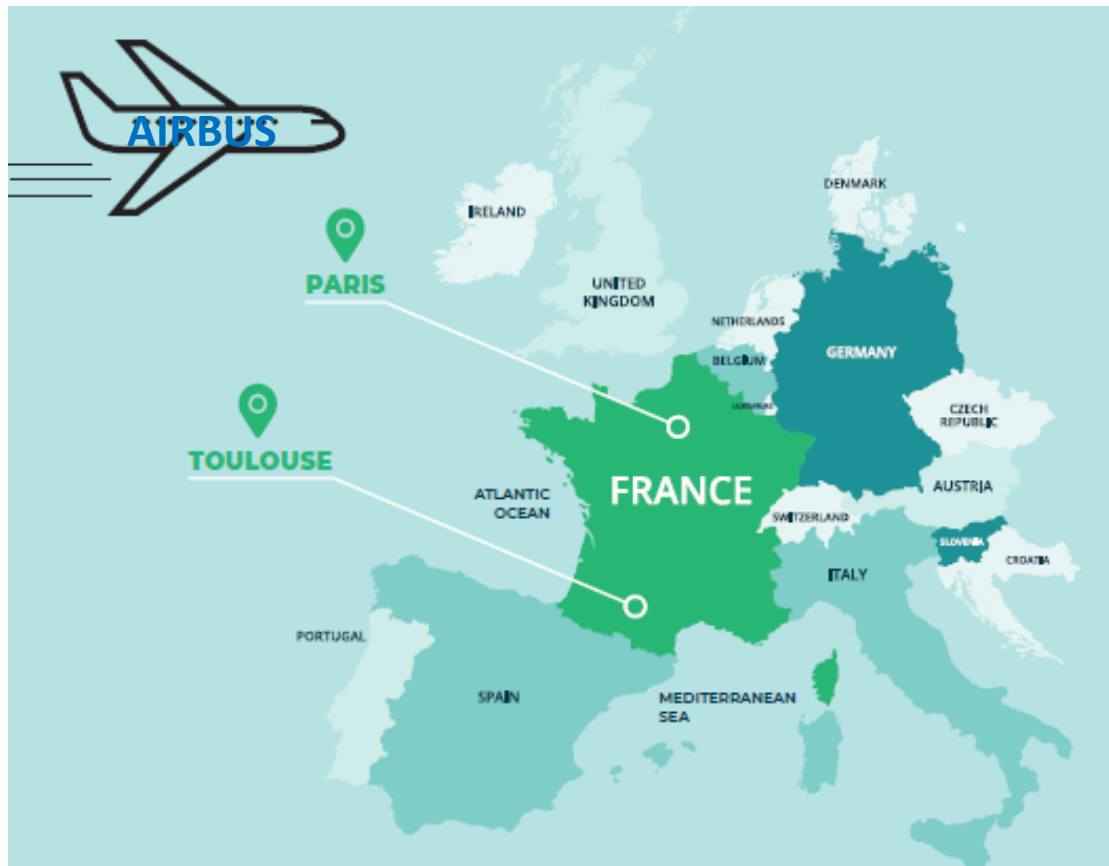 AIRBUS
DENMARK
IRELAND
PARIS
UNITED
KINGDOM
NETHERLANDS
BELGIUM
GERMANY
LUXEMBURG
CZECH
REPUBLIC
TOULOUSE
FRANCE
ATLANTIC
OCEAN
AUSTRIA
SWITZERLAND
SLOVENIA
CROATIA
ITALY
PORTUGAL
SPAIN
MEDITERRANEAN
SEA